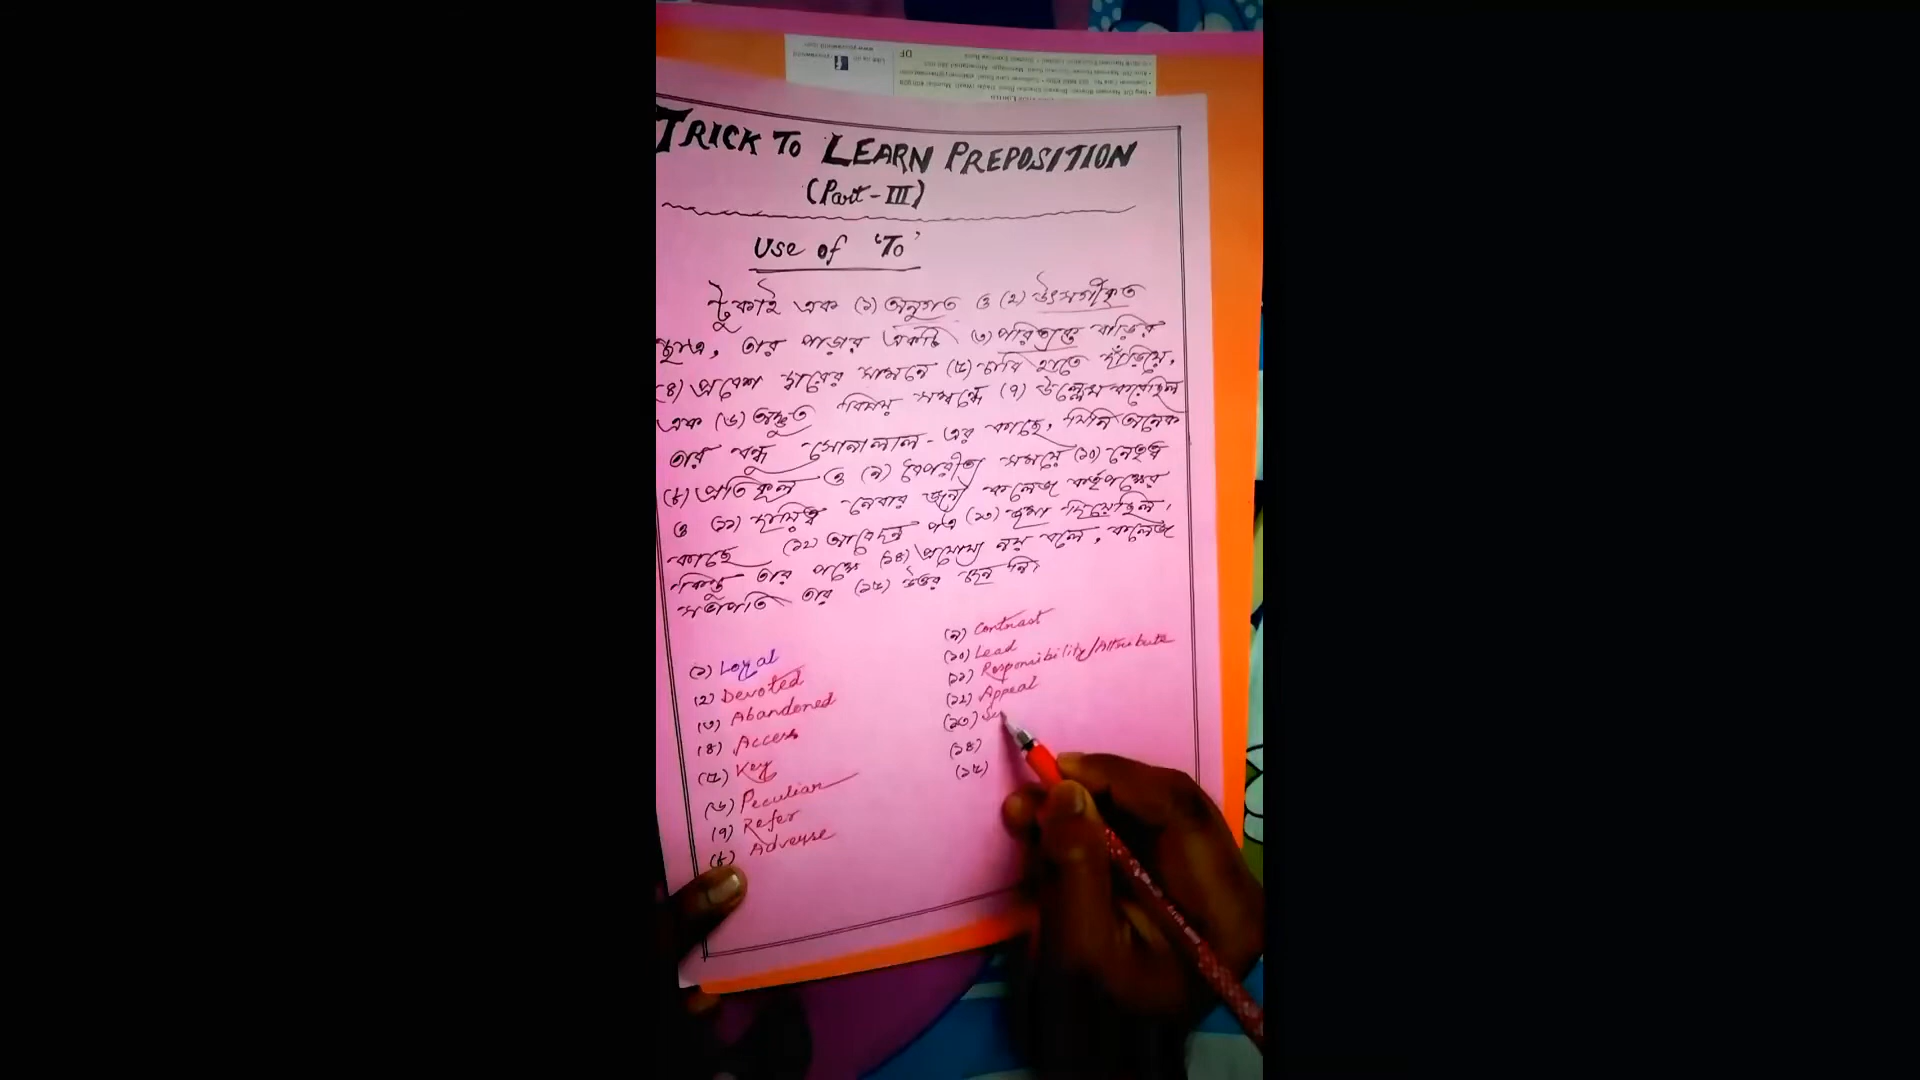 TRICK TO LEARN PREPOSITION
(Part-III)
Use of 'To'
টুকাই এক (১) অনুগত ও (২) উৎসর্গীকৃত
ছাত্র, তার পাড়ার একটি (৩) পরিত্যক্ত বাড়ির
(৪) প্রবেশ দ্বারের সামনে (৫) চাবি হাতে দাঁড়িয়ে,
এক (৬) অদ্ভুত বিষয় সম্বন্ধে (৭) উল্লেখ করেছিল
তার বন্ধু সোনালাল-এর কাছে, যিনি অনেক
(৮) প্রতিকূল ও (৯) বৈপরীত্য সময়ে (১০) নেতৃত্ব
ও (১১) দায়িত্ব নেবার জন্য কলেজ কর্তৃপক্ষের
কাছে (১২) আবেদন পত্র (১৩) জমা দিয়েছিল।
কিন্তু তার পক্ষে (১৪) প্রযোজ্য নয় বলে, কলেজ
সভাপতি তার (১৫) উত্তর দেন নি।
(১) Loyal
(2) Devoted
(৩) Abandoned
(৪) Access
(৫) Key
(৬) Peculiar
(৭) Refer
(৮) Adverse
(৯) Contrast
(১০) Lead
(১১) Responsibility/Attribute
(১২) Appeal
(১৩) Su
(১৪)
(১৫)